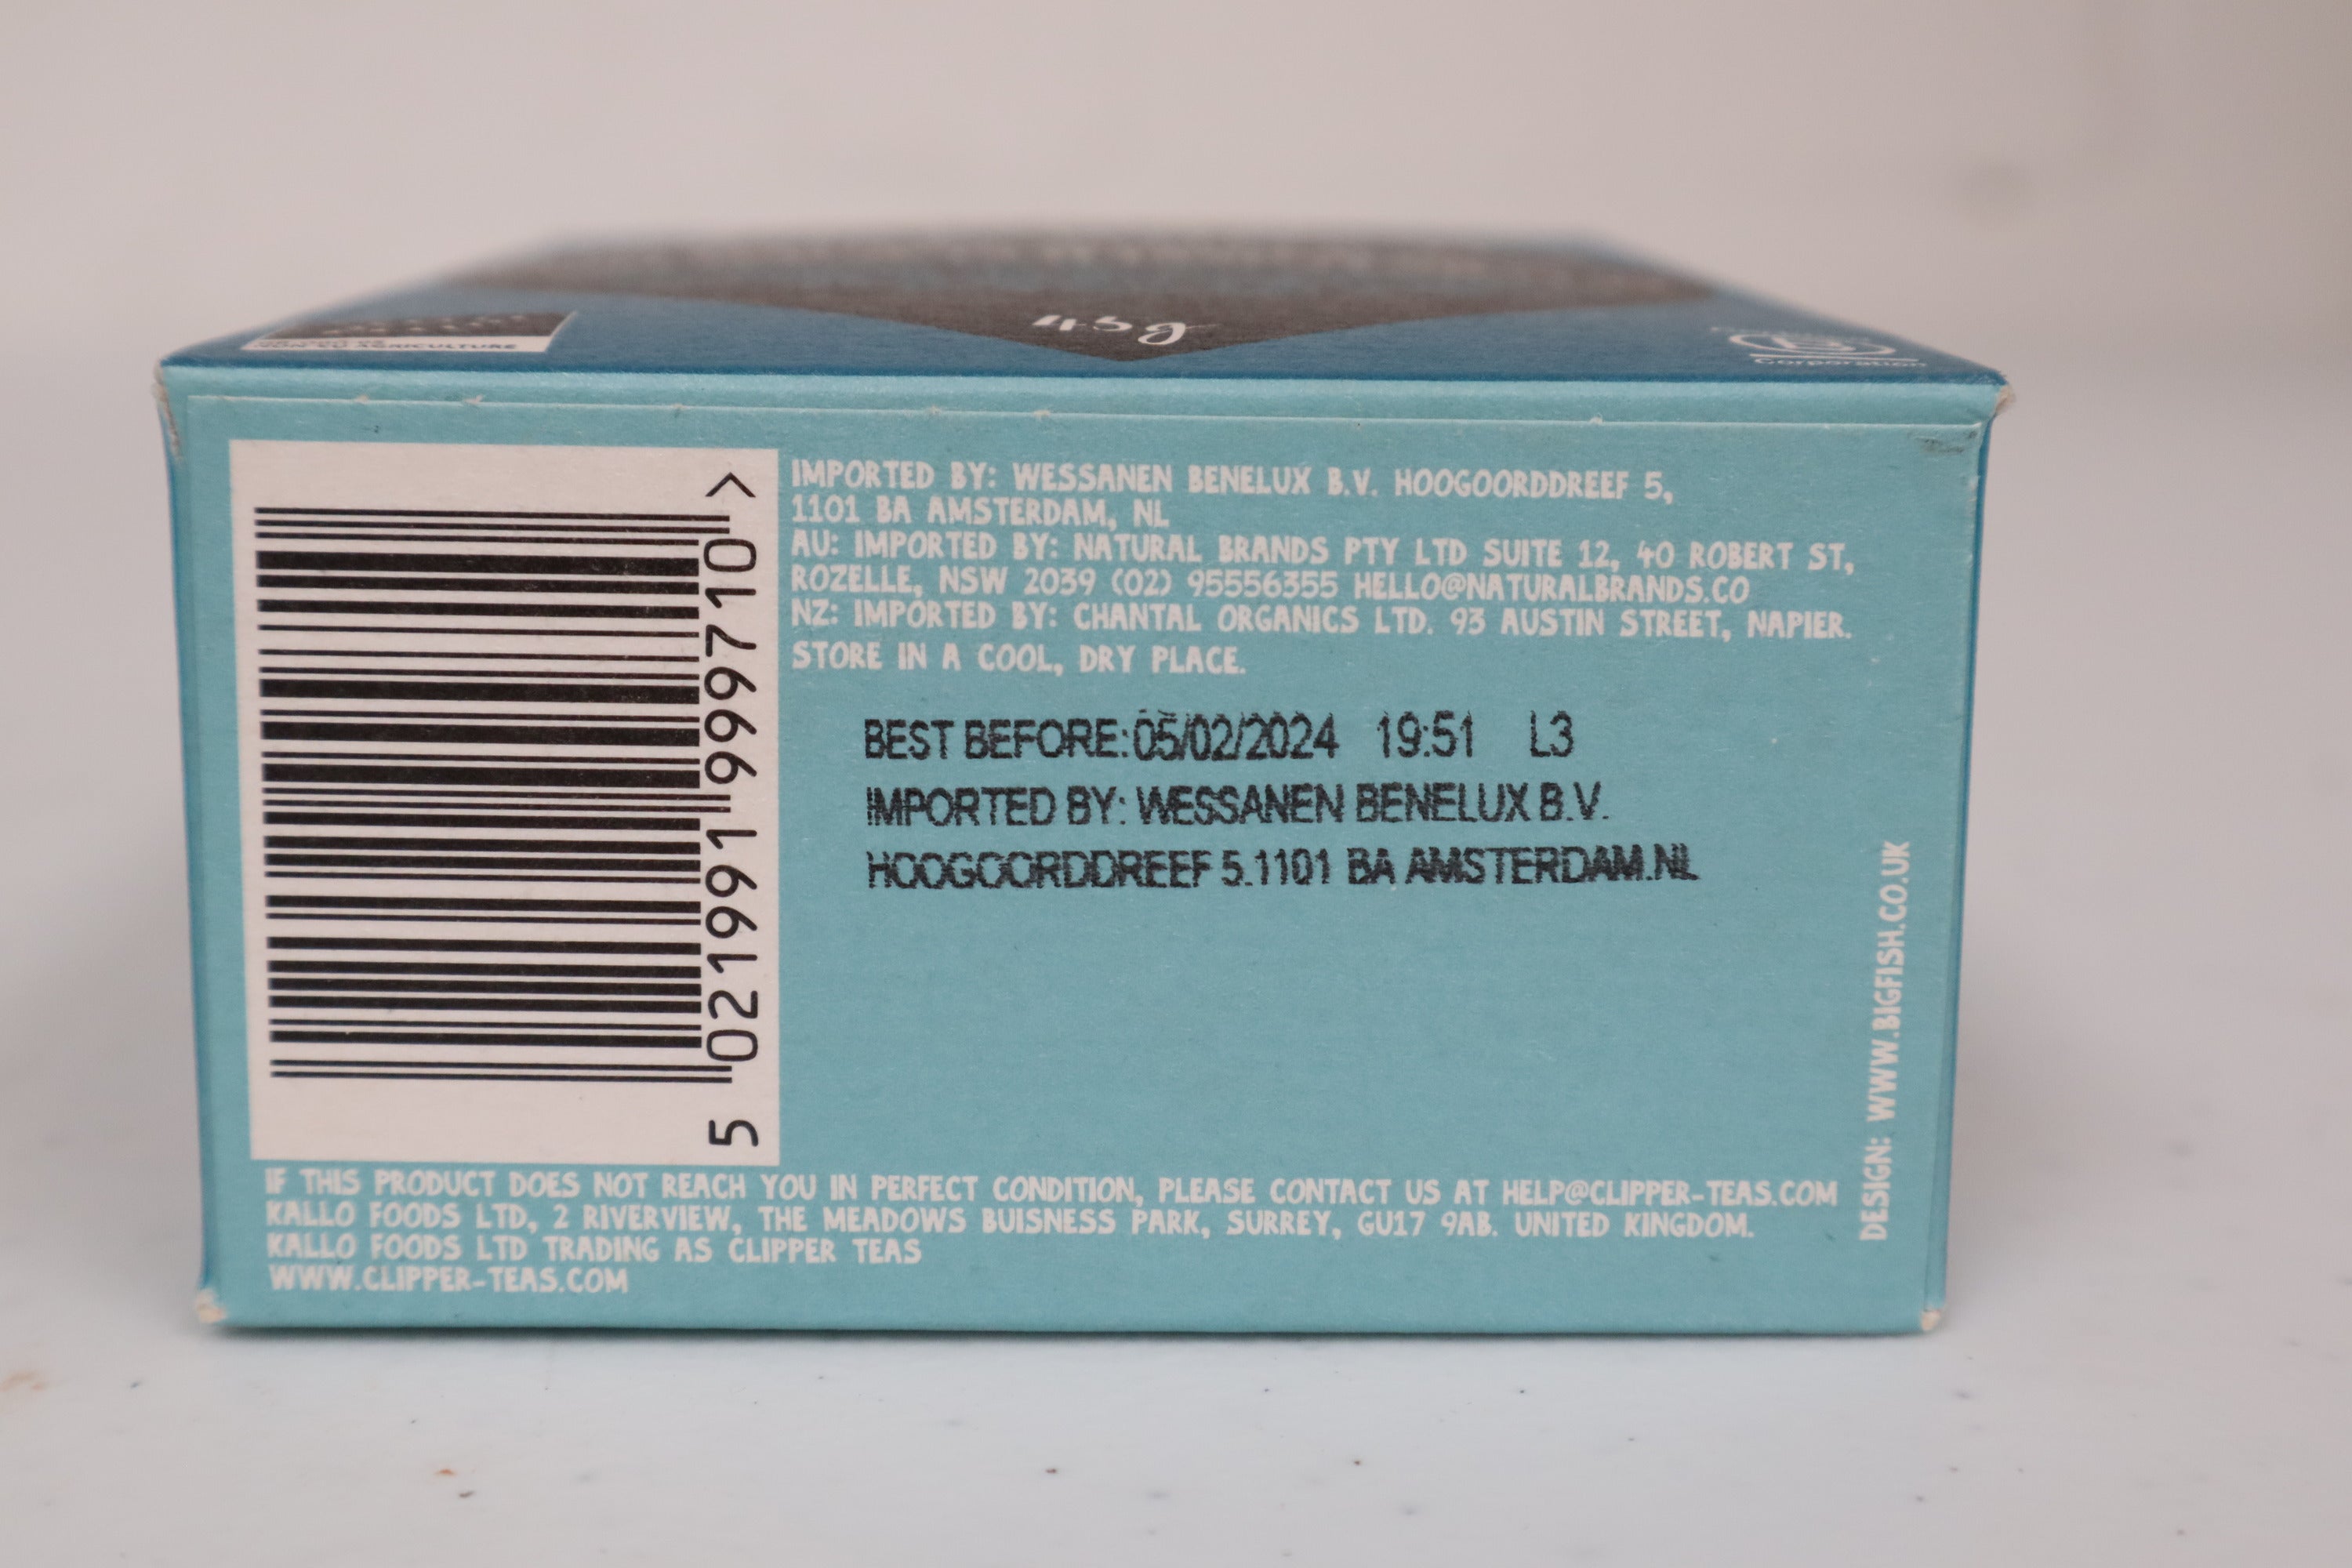 45g
NON-EU AGRICULTURE
Corporation
IMPORTED BY: WESSANEN BENELUX B.V. HOOGOORDDREEF 5,
1101 BA AMSTERDAM, NL
AU: IMPORTED BY: NATURAL BRANDS PTY LTD SUITE 12, 40 ROBERT ST,
ROZELLE, NSW 2039 (02) 95556355 HELLO@NATURALBRANDS.CO
NZ: IMPORTED BY: CHANTAL ORGANICS LTD. 93 AUSTIN STREET, NAPIER.
STORE IN A COOL, DRY PLACE.
BEST BEFORE:05/02/2024 19:51 L3
IMPORTED BY: WESSANEN BENELUX B.V.
HOOGOORDDREEF 5.1101 BA AMSTERDAM.NL
5 021991 999710 >
IF THIS PRODUCT DOES NOT REACH YOU IN PERFECT CONDITION, PLEASE CONTACT US AT HELP@CLIPPER-TEAS.COM
KALLO FOODS LTD, 2 RIVERVIEW, THE MEADOWS BUISNESS PARK, SURREY, GU17 9AB. UNITED KINGDOM.
KALLO FOODS LTD TRADING AS CLIPPER TEAS
WWW.CLIPPER-TEAS.COM
DESIGN: WWW.BIGFISH.CO.UK